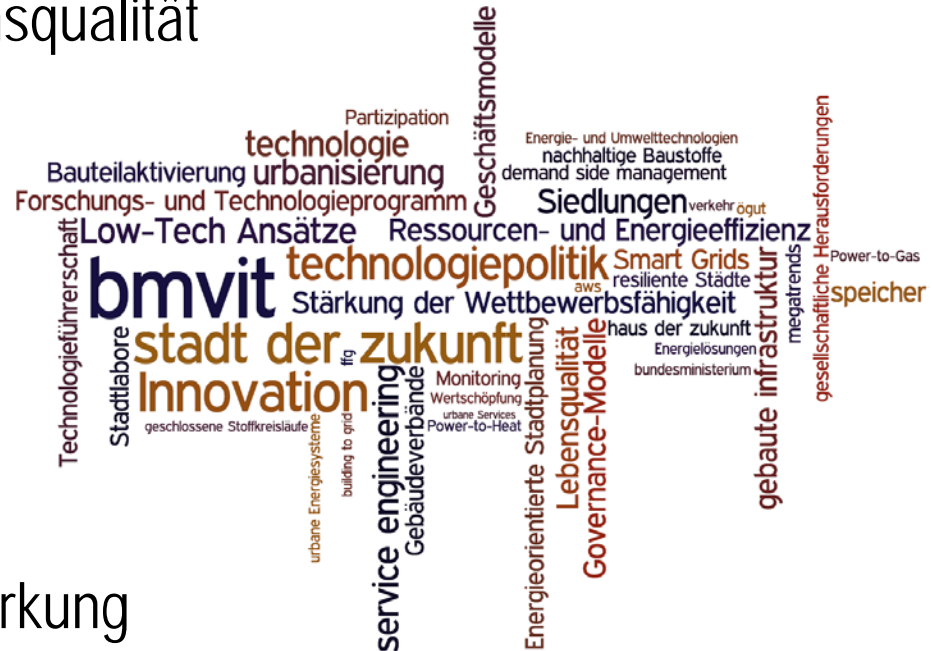 nsqualität
Geschäftsmodelle
Partizipation
technologie
Energie- und Umwelttechnologien
nachhaltige Baustoffe
Bauteilaktivierung
urbanisierung
demand side management
Forschungs- und Technologieprogramm
Siedlungen
verkehr
ögut
gesellschaftliche Herausforderungen
Technologieführerschaft
Low-Tech Ansätze
Ressourcen- und Energieeffizienz
bmvit
technologiepolitik
Smart Grids
gebaute infrastruktur
megatrends
Power-to-Gas
aws
resiliente Städte
speicher
Stärkung der Wettbewerbsfähigkeit
Stadtlabore
stadt der zukunft
ffg
haus der zukunft
Energielösungen
bundesministerium
Innovation
service engineering
Gebäudeverbände
Monitoring
Wertschöpfung
urbane Services
Power-to-Heat
Energieorientierte Stadtplanung
Lebensqualität
Governance-Modelle
geschlossene Stoffkreisläufe
urbane Energiesysteme
building to grid
rkung